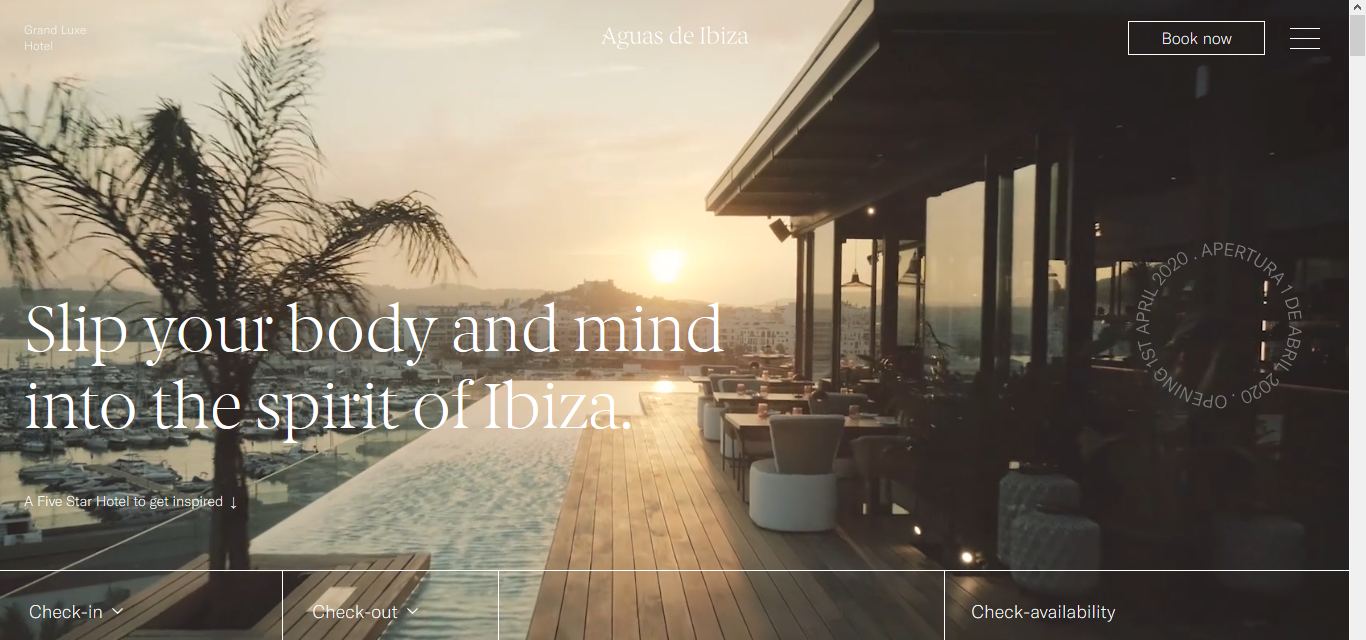 Grand Luxe
Hotel
Aguas de Ibiza
Book now
APERTURA 1 DE ABRIL 2020 . OPENING 1ST APRIL 2020 .
Slip your body and mind
into the spirit of Ibiza.
A Five Star Hotel to get inspired ↓
Check-in
Check-out
Check-availability